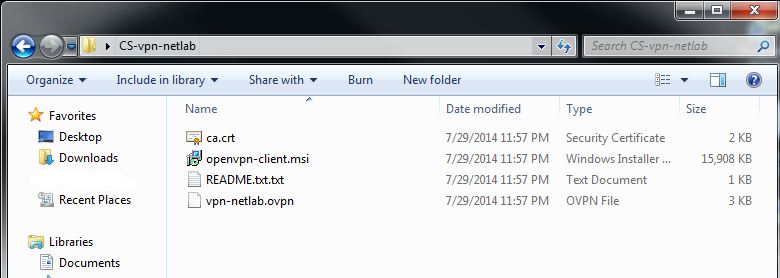 CS-vpn-netlab
Search CS-vpn-netlab
Organize Include in library Share with Burn New folder
Favorites
Desktop
Downloads
Recent Places
Libraries
Documents
Name Date modified Type Size
ca.crt 7/29/2014 11:57 PM Security Certificate 2 KB
openvpn-client.msi 7/29/2014 11:57 PM Windows Installer ... 15,908 KB
README.txt.txt 7/29/2014 11:57 PM Text Document 1 KB
vpn-netlab.ovpn 7/29/2014 11:57 PM OVPN File 3 KB